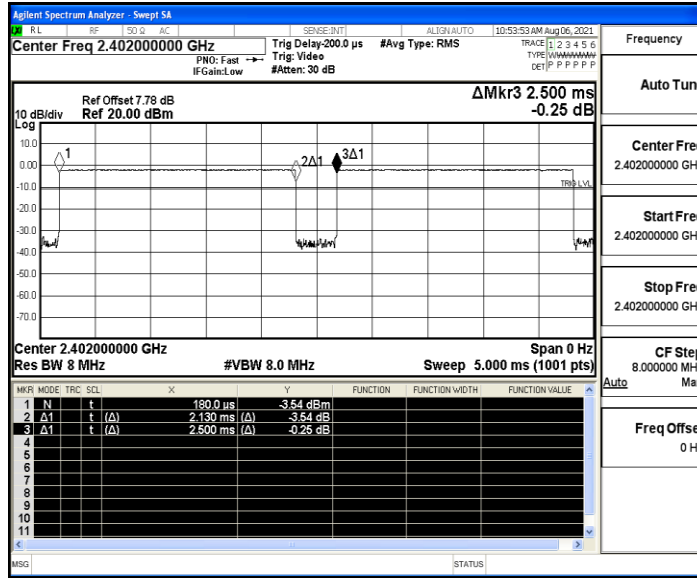 Agilent Spectrum Analyzer - Swept SA
LXI RL RF 50 Ω AC SENSE:INT ALIGN AUTO 10:53:53 AM Aug 06, 2021
Center Freq 2.402000000 GHz
PNO: Fast
IFGain:Low
Trig Delay-200.0 µs
Trig: Video
#Atten: 30 dB
#Avg Type: RMS
TRACE 1 2 3 4 5 6
TYPE
DET P P P P P P
Ref Offset 7.78 dB
10 dB/div Ref 20.00 dBm
Log
ΔMkr3 2.500 ms
-0.25 dB
10.0
0.00
-10.0
-20.0
-30.0
-40.0
-50.0
-60.0
-70.0
1
2Δ1
3Δ1
TRIG LVL
Center 2.402000000 GHz Span 0 Hz
Res BW 8 MHz #VBW 8.0 MHz Sweep 5.000 ms (1001 pts)
MKR MODE TRC SCL X Y FUNCTION FUNCTION WIDTH FUNCTION VALUE
1 N t 180.0 µs -3.54 dBm
2 Δ1 t (Δ) 2.130 ms (Δ) -3.54 dB
3 Δ1 t (Δ) 2.500 ms (Δ) -0.25 dB
4
5
6
7
8
9
10
11
MSG STATUS
Frequency
Auto Tun
Center Fre
2.402000000 GH
Start Fre
2.402000000 GH
Stop Fre
2.402000000 GH
CF Step
8.000000 MH
Auto Ma
Freq Offse
0 H